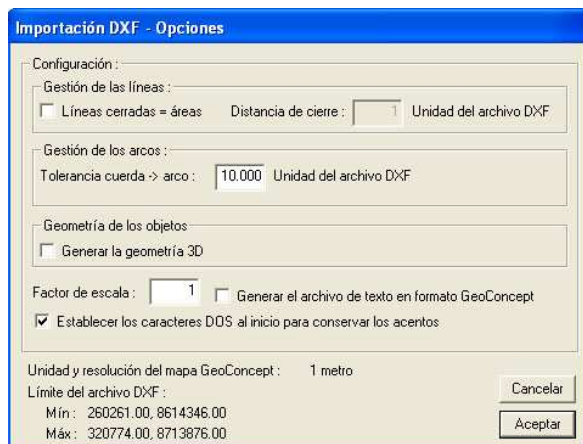 Importación DXF - Opciones
Configuración :
Gestión de las líneas :
Líneas cerradas = áreas Distancia de cierre : 1 Unidad del archivo DXF
Gestión de los arcos :
Tolerancia cuerda -> arco : 10.000 Unidad del archivo DXF
Geometría de los objetos
Generar la geometría 3D
Factor de escala : 1 Generar el archivo de texto en formato GeoConcept
Establecer los caracteres DOS al inicio para conservar los acentos
Unidad y resolución del mapa GeoConcept : 1 metro
Límite del archivo DXF :
Cancelar
Mín : 260261.00, 8614346.00
Máx : 320774.00, 8713876.00
Aceptar